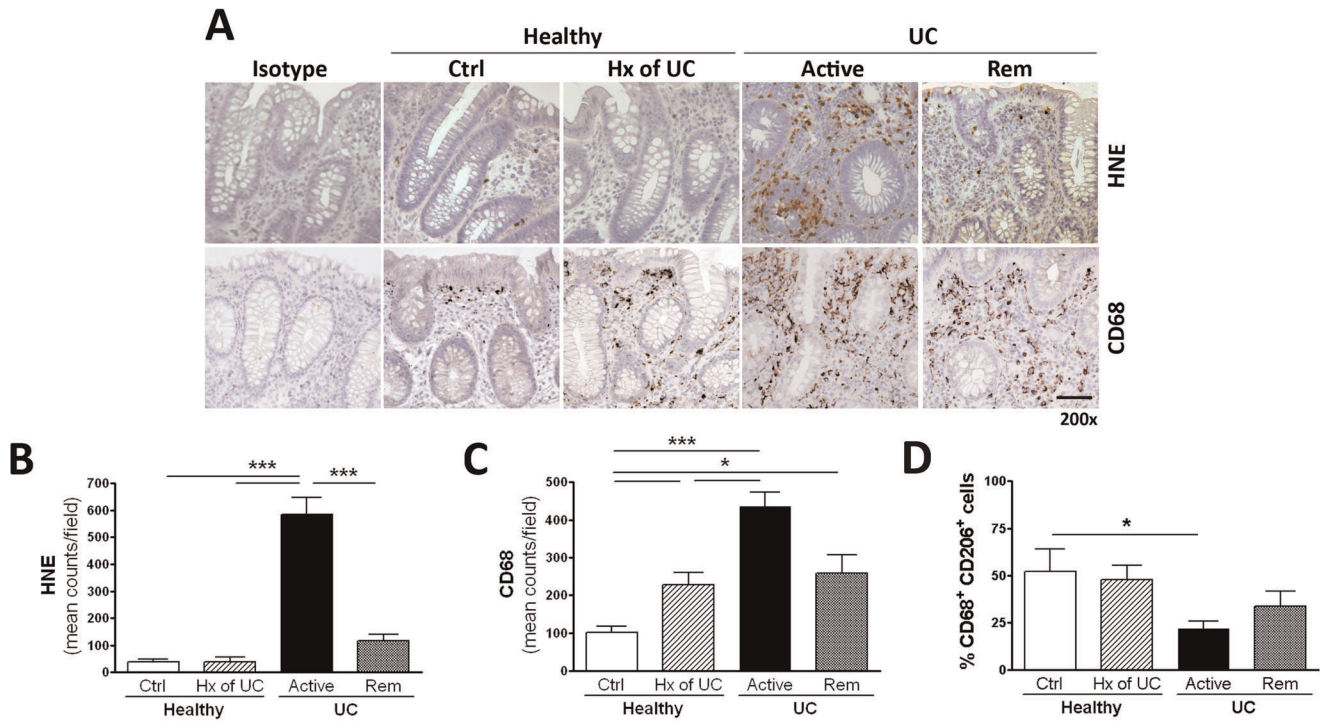 A
Healthy
UC
Isotype
Ctrl
Hx of UC
Active
Rem
HNE
CD68
200x
B
HNE
(mean counts/field)
700
600
500
400
300
200
100
0
***
***
Ctrl
Hx of UC
Active
Rem
Healthy
UC
C
CD68
(mean counts/field)
500
400
300
200
100
0
***
*
Ctrl
Hx of UC
Active
Rem
Healthy
UC
D
% CD68⁺ CD206⁺ cells
100
75
50
25
0
*
Ctrl
Hx of UC
Active
Rem
Healthy
UC